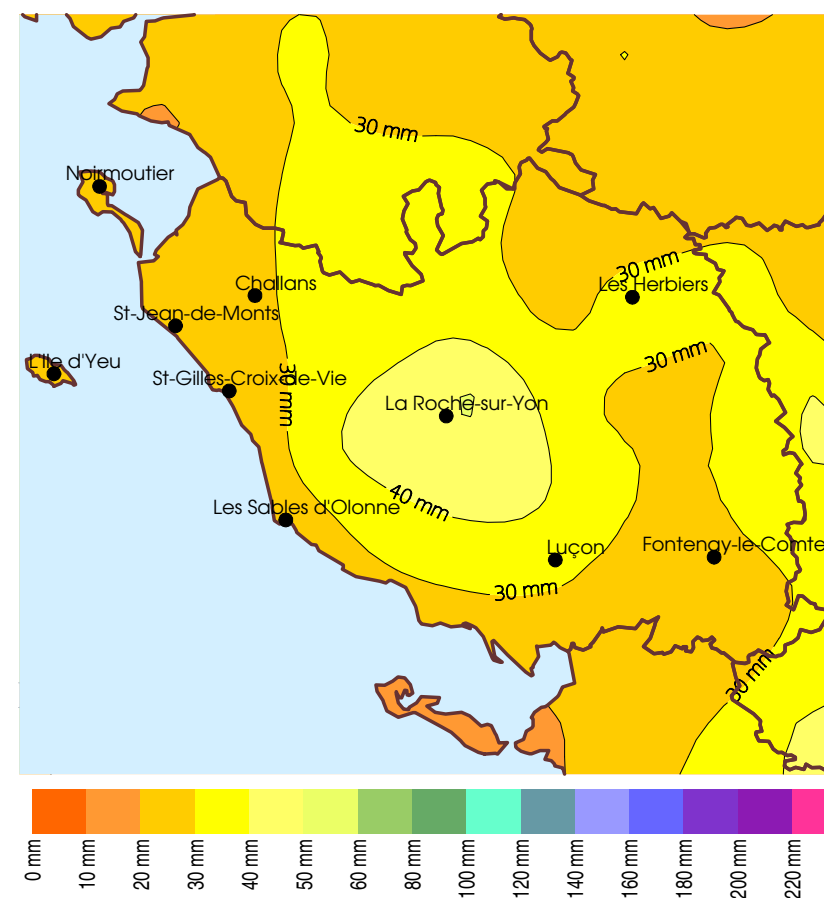 30 mm
Noirmoutier
30 mm
Challans
Les Herbiers
St-Jean-de-Monts
30 mm
L'Ile d'Yeu
St-Gilles-Croix-de-Vie
30 mm
La Roche-sur-Yon
40 mm
Les Sables d'Olonne
Luçon
Fontenay-le-Comte
30 mm
30 mm
0 mm
10 mm
20 mm
30 mm
40 mm
50 mm
60 mm
80 mm
100 mm
120 mm
140 mm
160 mm
180 mm
200 mm
220 mm